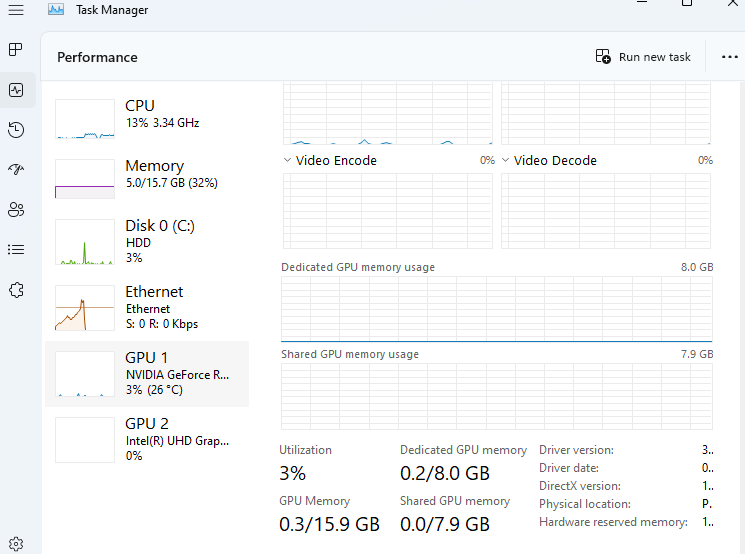 Task Manager
Performance
Run new task
CPU
13% 3.34 GHz
Memory
5.0/15.7 GB (32%)
Disk 0 (C:)
HDD
3%
Ethernet
Ethernet
S: 0 R: 0 Kbps
GPU 1
NVIDIA GeForce R...
3% (26 °C)
GPU 2
Intel(R) UHD Grap...
0%
Video Encode 0% Video Decode 0%
Dedicated GPU memory usage 8.0 GB
Shared GPU memory usage 7.9 GB
Utilization
3%
Dedicated GPU memory
0.2/8.0 GB
GPU Memory
0.3/15.9 GB
Shared GPU memory
0.0/7.9 GB
Driver version: 3..
Driver date: 0..
DirectX version: 1..
Physical location: P.
Hardware reserved memory: 1..